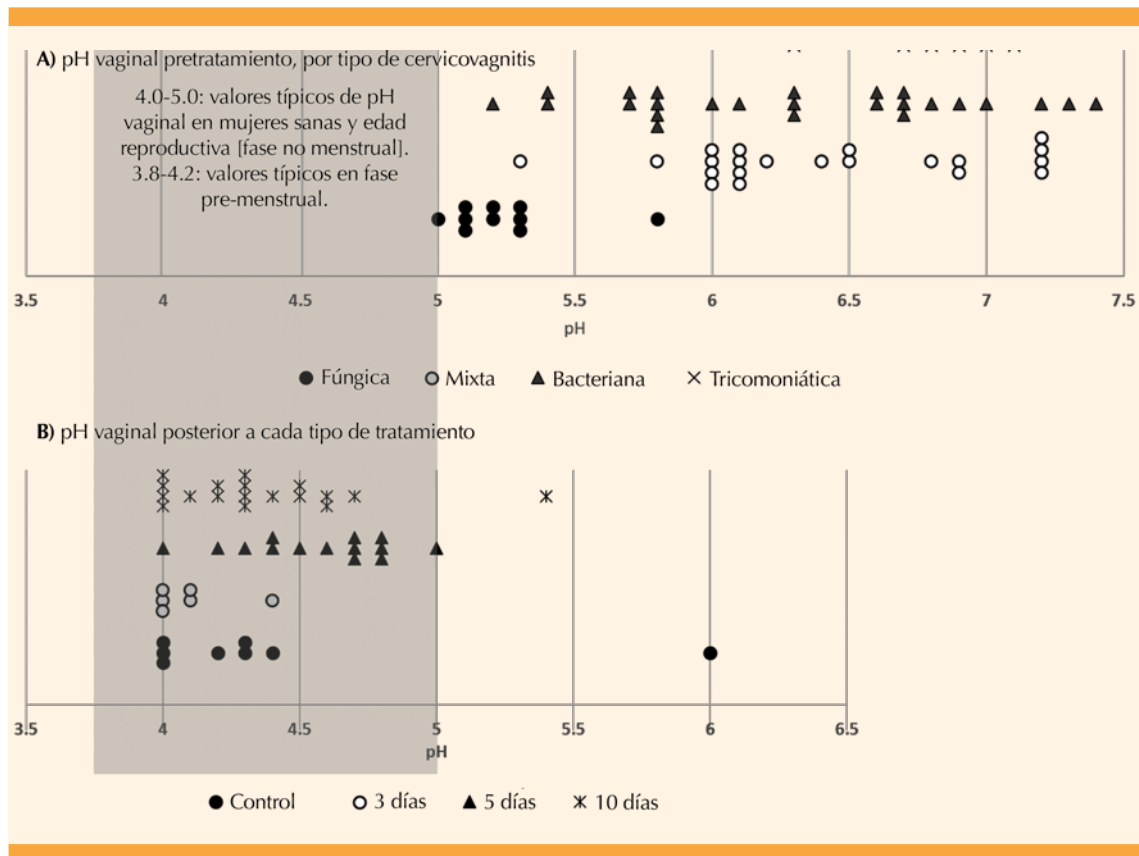 A) pH vaginal pretratamiento, por tipo de cervicovagnitis
4.0-5.0: valores típicos de pH
vaginal en mujeres sanas y edad
reproductiva [fase no menstrual].
3.8-4.2: valores típicos en fase
pre-menstrual.
3.5 4 4.5 5 5.5 6 6.5 7 7.5
pH
Fúngica Mixta Bacteriana Tricomoniática
B) pH vaginal posterior a cada tipo de tratamiento
3.5 4 4.5 5 5.5 6 6.5
pH
Control 3 días 5 días 10 días